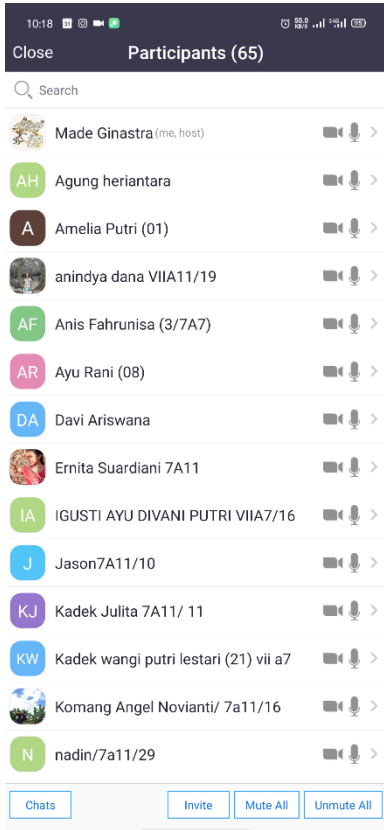 10:18
Close Participants (65)
Search
Made Ginastra (me, host)
AH Agung heriantara
A Amelia Putri (01)
anindya dana VIIA11/19
AF Anis Fahrunisa (3/7A7)
AR Ayu Rani (08)
DA Davi Ariswana
Ernita Suardiani 7A11
IA IGUSTI AYU DIVANI PUTRI VIIA7/16
J Jason7A11/10
KJ Kadek Julita 7A11/ 11
KW Kadek wangi putri lestari (21) vii a7
Komang Angel Novianti/ 7a11/16
N nadin/7a11/29
Chats Invite Mute All Unmute All